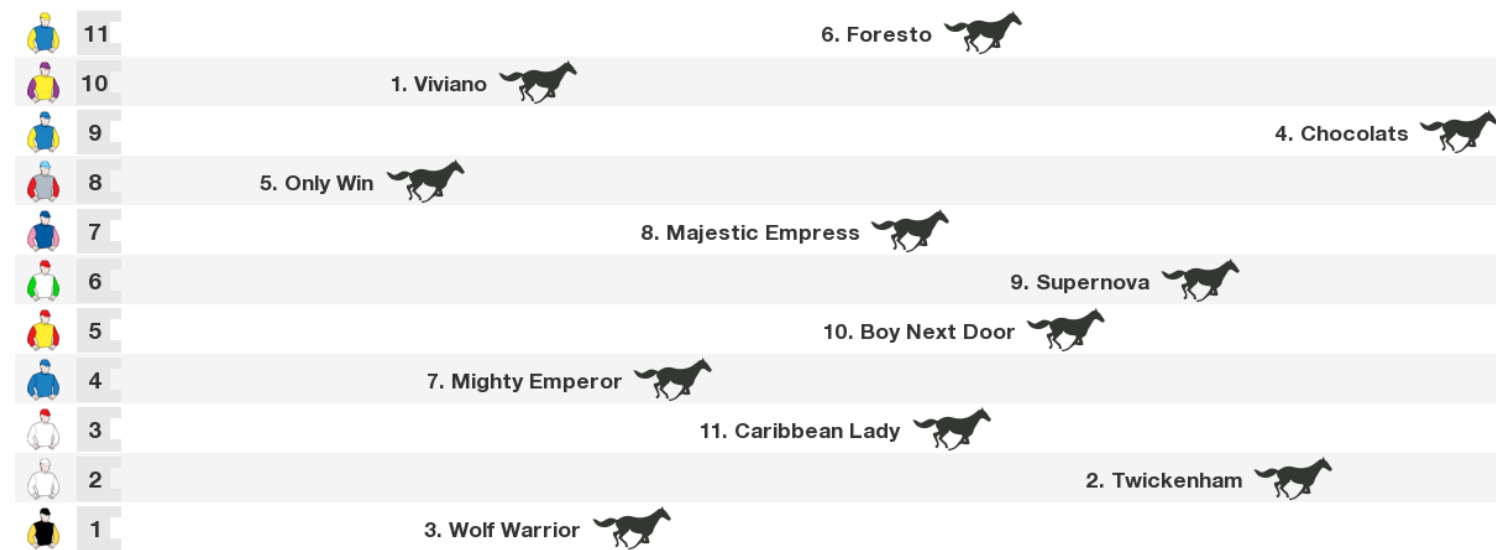 11 6. Foresto
10 1. Viviano
9 4. Chocolats
8 5. Only Win
7 8. Majestic Empress
6 9. Supernova
5 10. Boy Next Door
4 7. Mighty Emperor
3 11. Caribbean Lady
2 2. Twickenham
1 3. Wolf Warrior